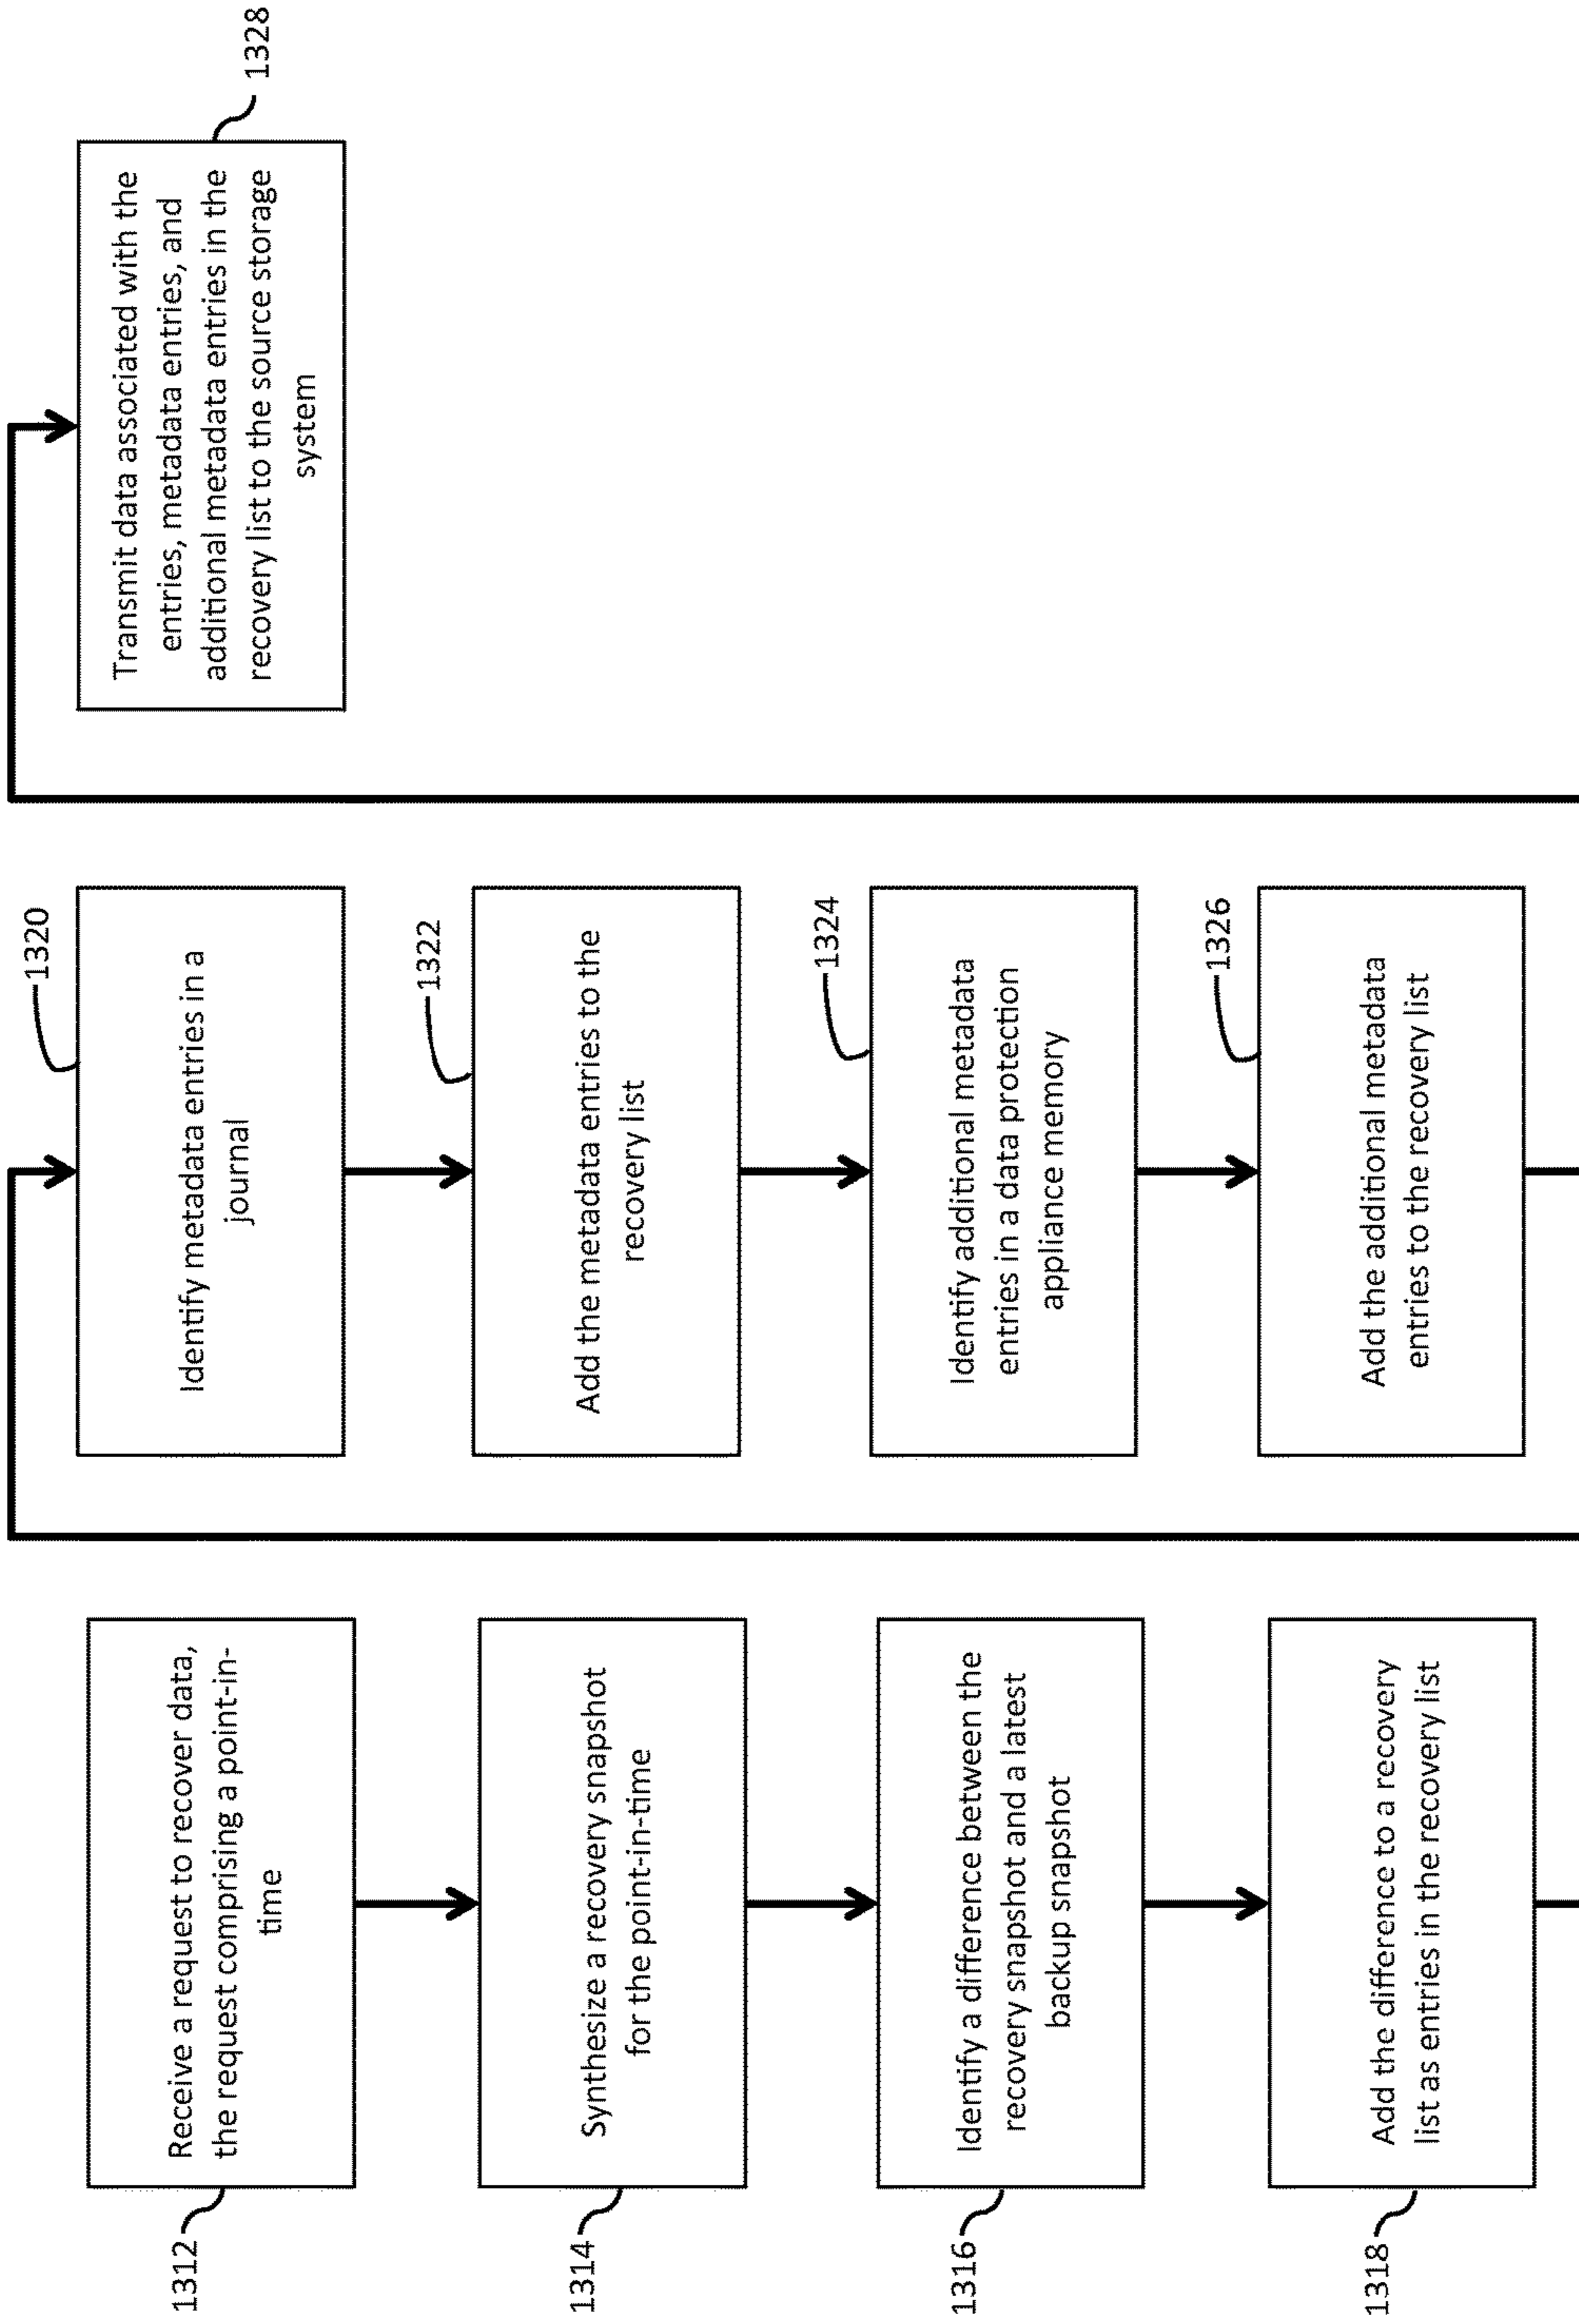 1312
Receive a request to recover data,
the request comprising a point-in-
time
1314
Synthesize a recovery snapshot
for the point-in-time
1316
Identify a difference between the
recovery snapshot and a latest
backup snapshot
1318
Add the difference to a recovery
list as entries in the recovery list
1320
Identify metadata entries in a
journal
1322
Add the metadata entries to the
recovery list
1324
Identify additional metadata
entries in a data protection
appliance memory
1326
Add the additional metadata
entries to the recovery list
1328
Transmit data associated with the
entries, metadata entries, and
additional metadata entries in the
recovery list to the source storage
system